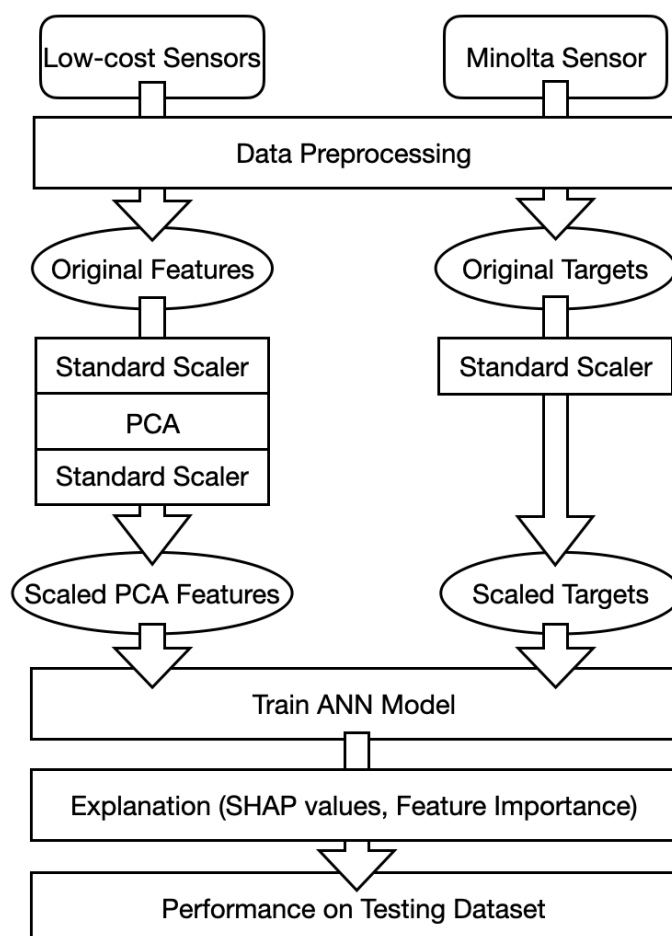 Low-cost Sensors
Minolta Sensor
Data Preprocessing
Original Features
Original Targets
Standard Scaler
Standard Scaler
PCA
Standard Scaler
Scaled PCA Features
Scaled Targets
Train ANN Model
Explanation (SHAP values, Feature Importance)
Performance on Testing Dataset